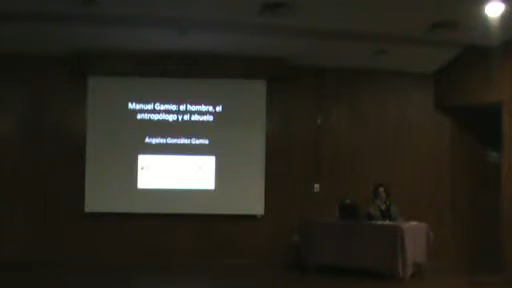 Manuel Gamio: el hombre, el
antropólogo y el abuelo
Ángeles González Gamio